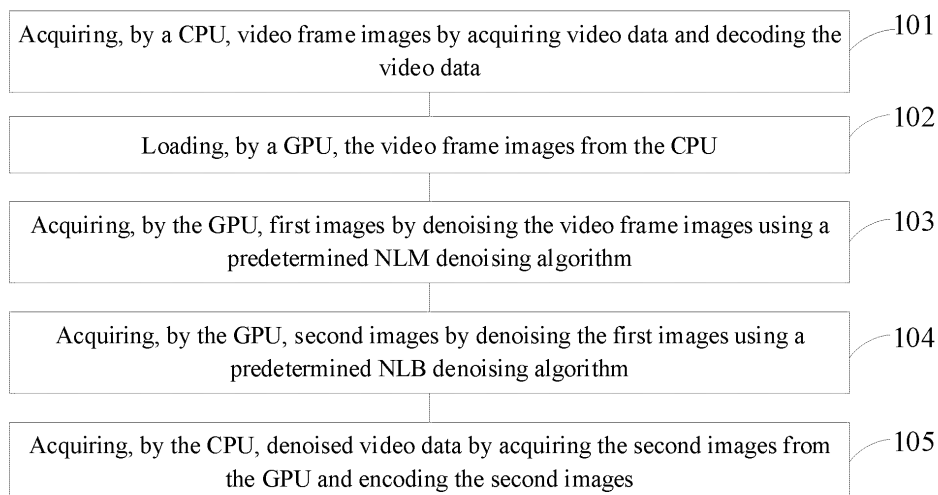 Acquiring, by a CPU, video frame images by acquiring video data and decoding the
video data
101
Loading, by a GPU, the video frame images from the CPU
102
Acquiring, by the GPU, first images by denoising the video frame images using a
predetermined NLM denoising algorithm
103
Acquiring, by the GPU, second images by denoising the first images using a
predetermined NLB denoising algorithm
104
Acquiring, by the CPU, denoised video data by acquiring the second images from
the GPU and encoding the second images
105